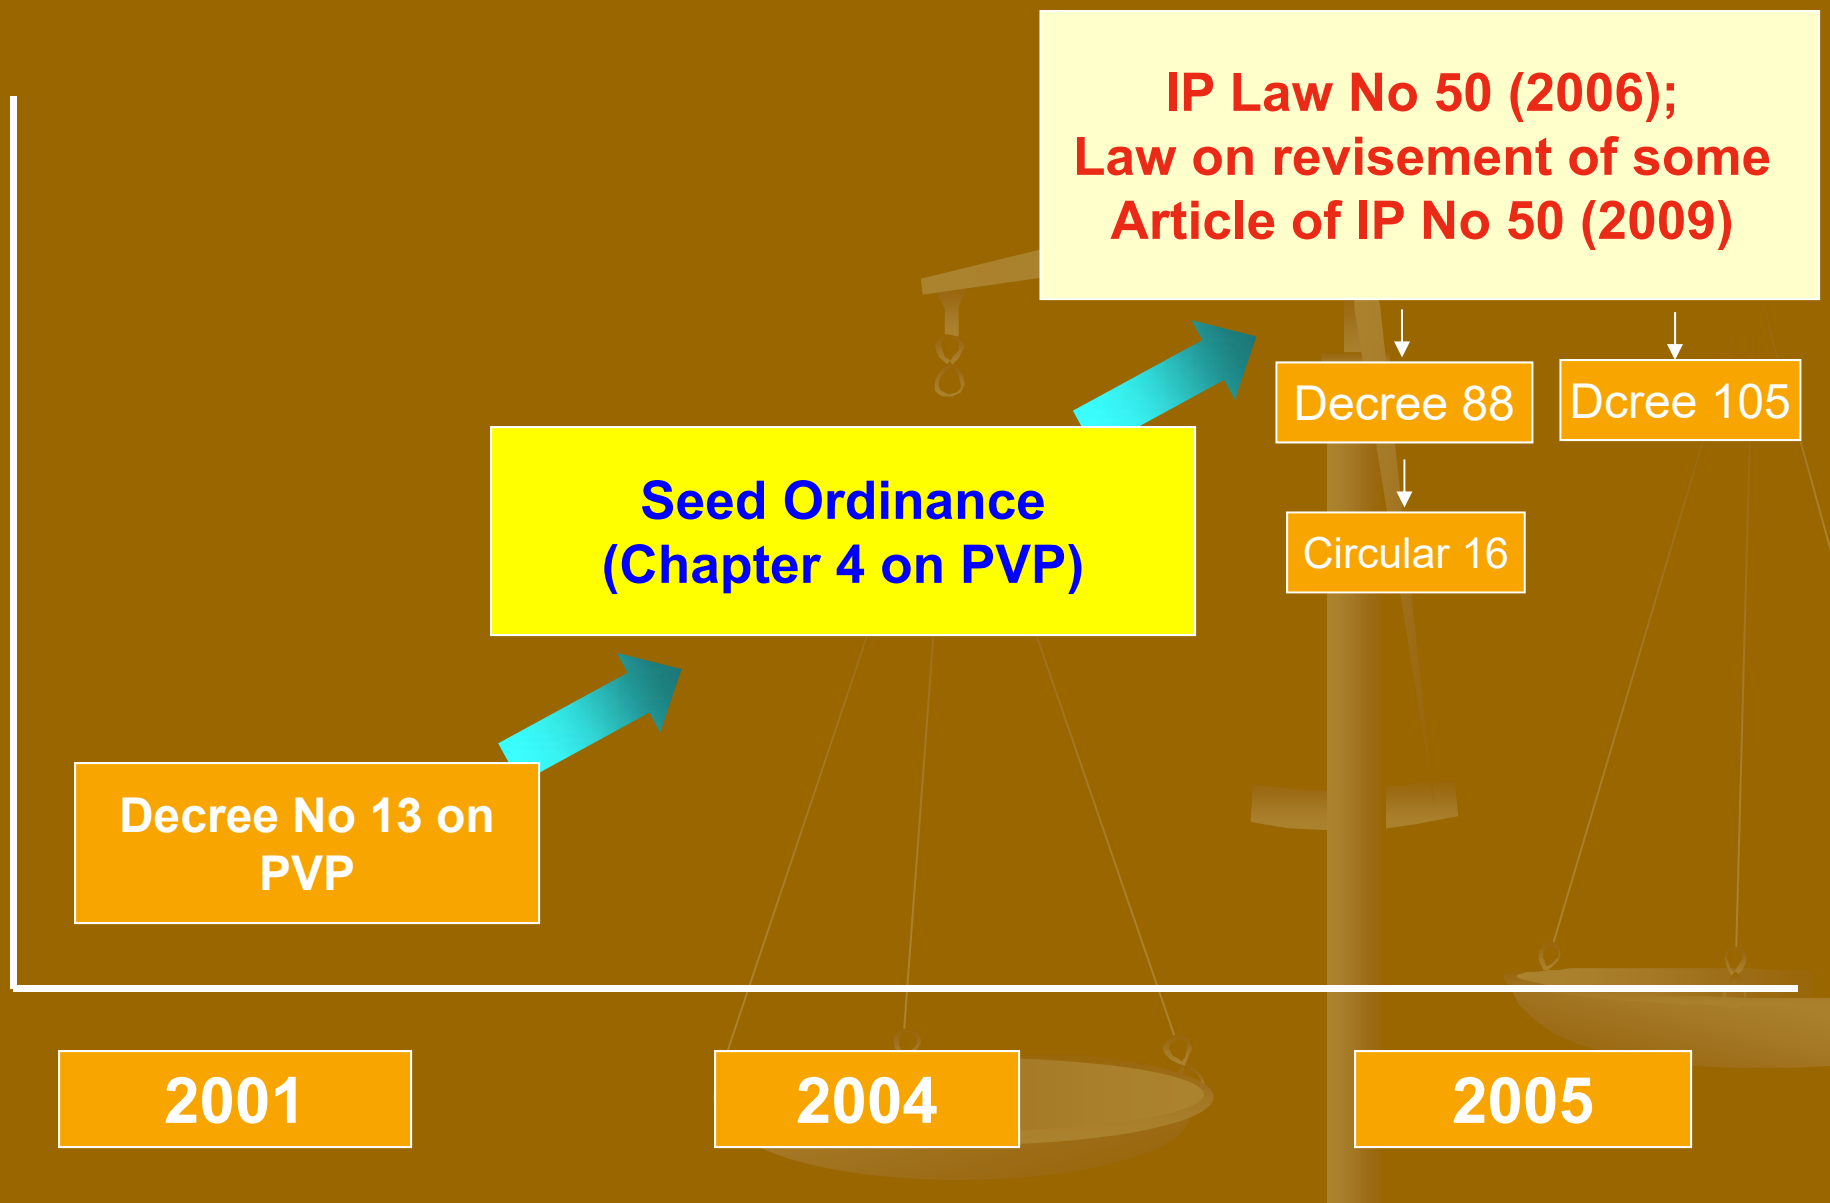 IP Law No 50 (2006);
Law on revisement of some
Article of IP No 50 (2009)
Decree 88
Dcree 105
Seed Ordinance
(Chapter 4 on PVP)
Circular 16
Decree No 13 on
PVP
2001
2004
2005